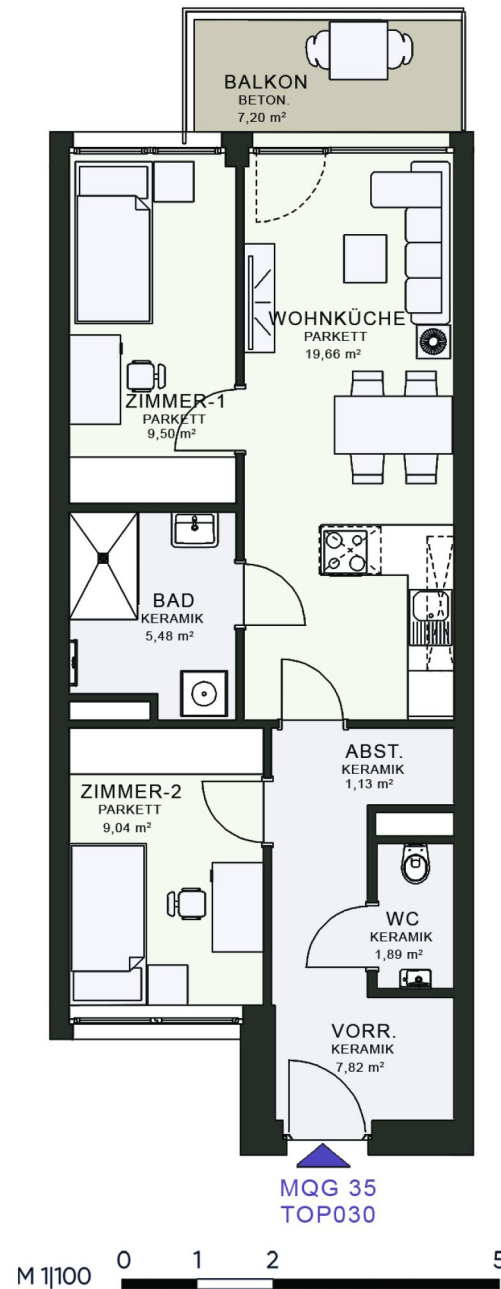 BALKON
BETON.
7,20 m²
WOHNKÜCHE
PARKETT
19,66 m²
ZIMMER-1
PARKETT
9,50 m²
BAD
KERAMIK
5,48 m²
ABST.
KERAMIK
1,13 m²
ZIMMER-2
PARKETT
9,04 m²
WC
KERAMIK
1,89 m²
VORR.
KERAMIK
7,82 m²
MQG 35
TOP030
M 1|100 0 1 2 5